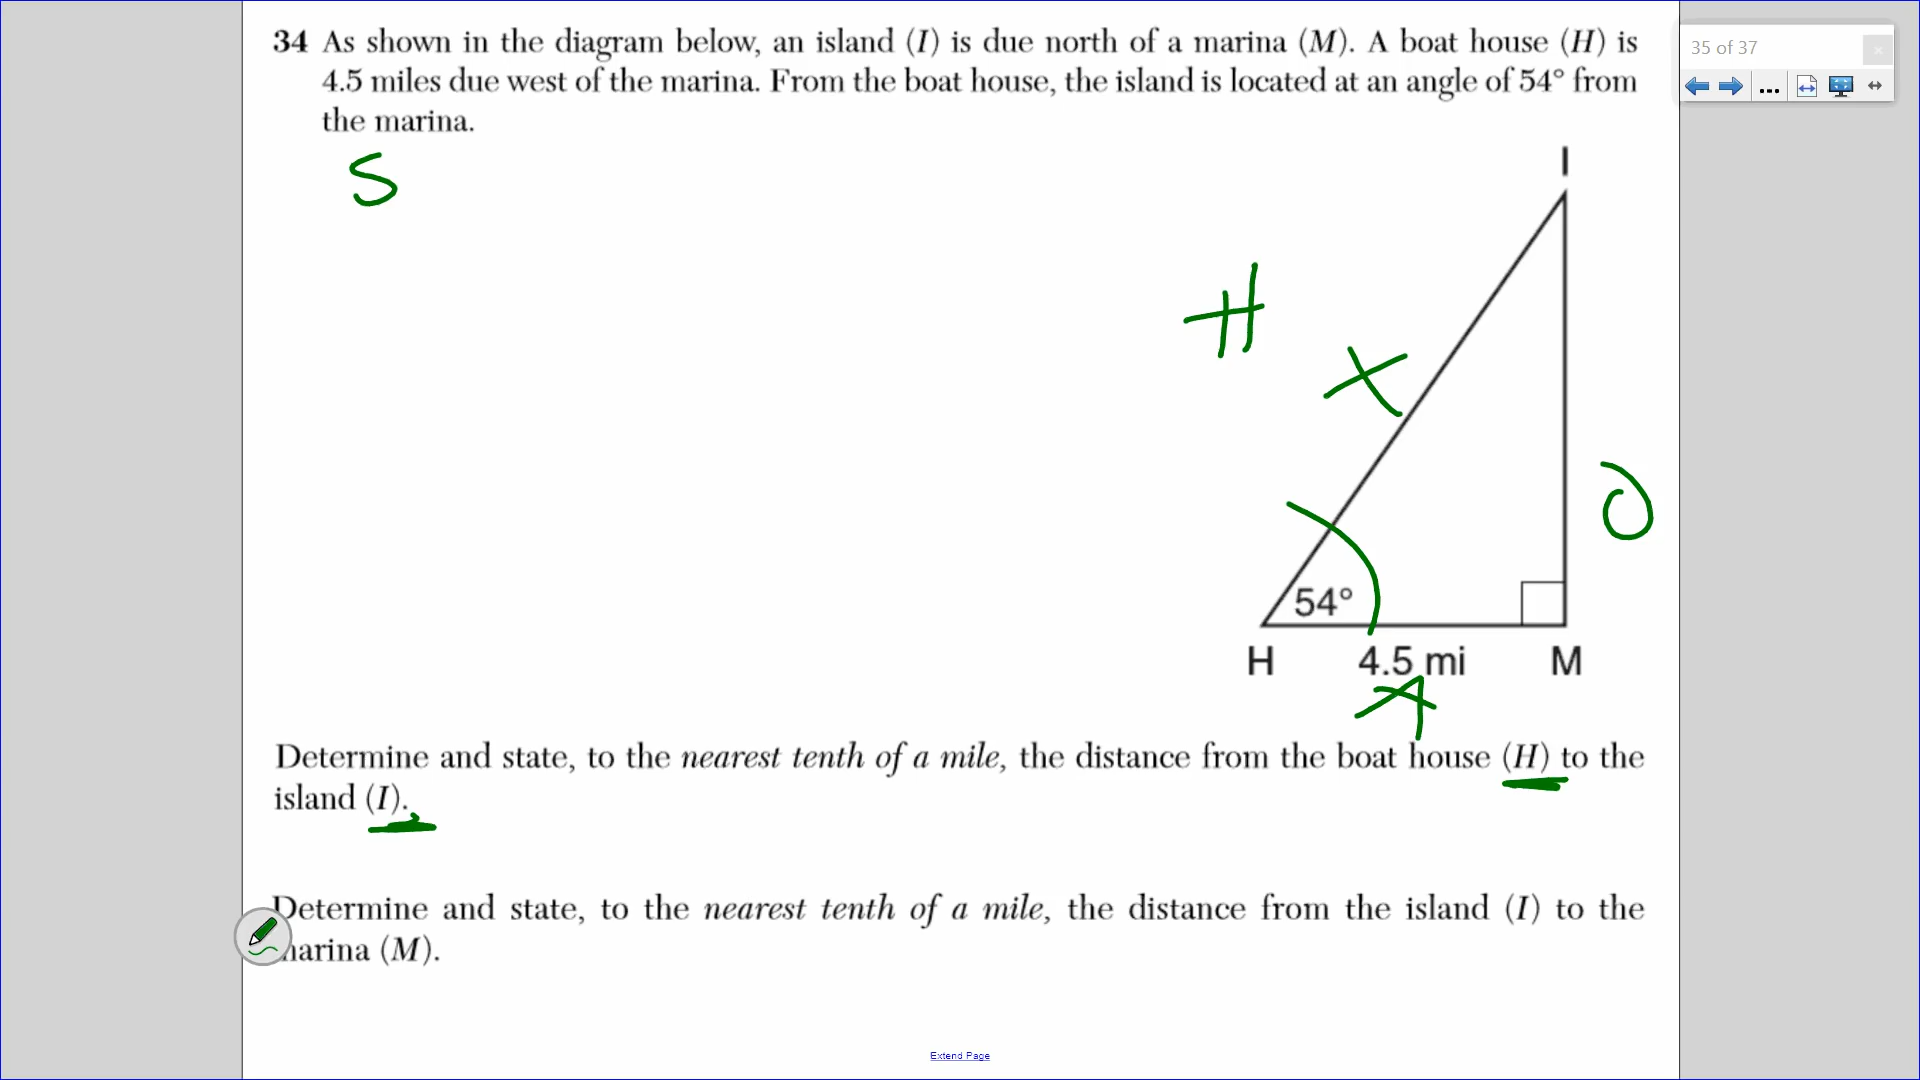 34 As shown in the diagram below, an island (I) is due north of a marina (M). A boat house (H) is
4.5 miles due west of the marina. From the boat house, the island is located at an angle of 54° from
the marina.
35 of 37
...
S
I
H
X
O
54°
H 4.5 mi M
A
Determine and state, to the nearest tenth of a mile, the distance from the boat house (H) to the
island (I).
Determine and state, to the nearest tenth of a mile, the distance from the island (I) to the
marina (M).
Extend Page